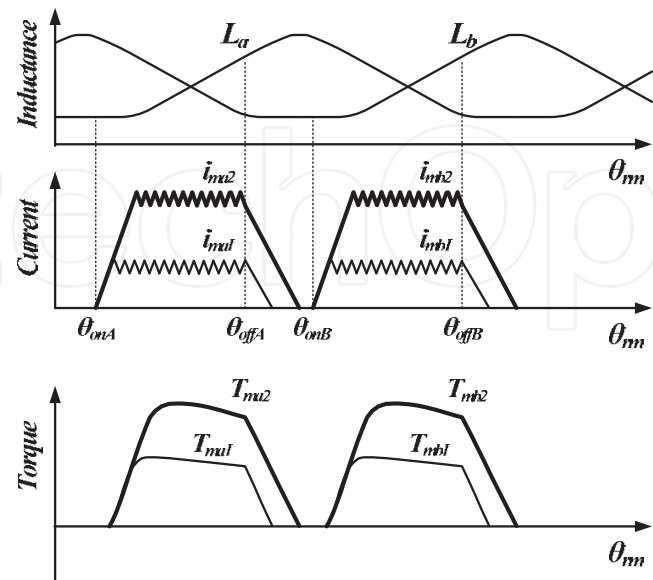 Inductance
L_a
L_b
θ_rm
Current
i_ma2
i_mb2
i_ma1
i_mb1
θ_onA
θ_offA
θ_onB
θ_offB
θ_rm
Torque
T_ma2
T_mb2
T_ma1
T_mb1
θ_rm